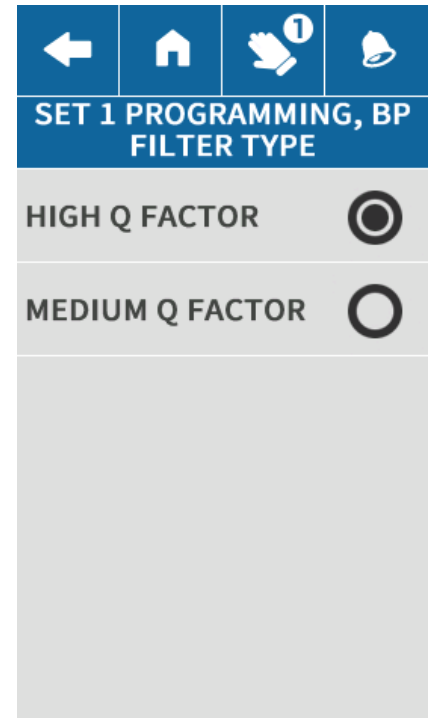 1
SET 1 PROGRAMMING, BP
FILTER TYPE
HIGH Q FACTOR
MEDIUM Q FACTOR